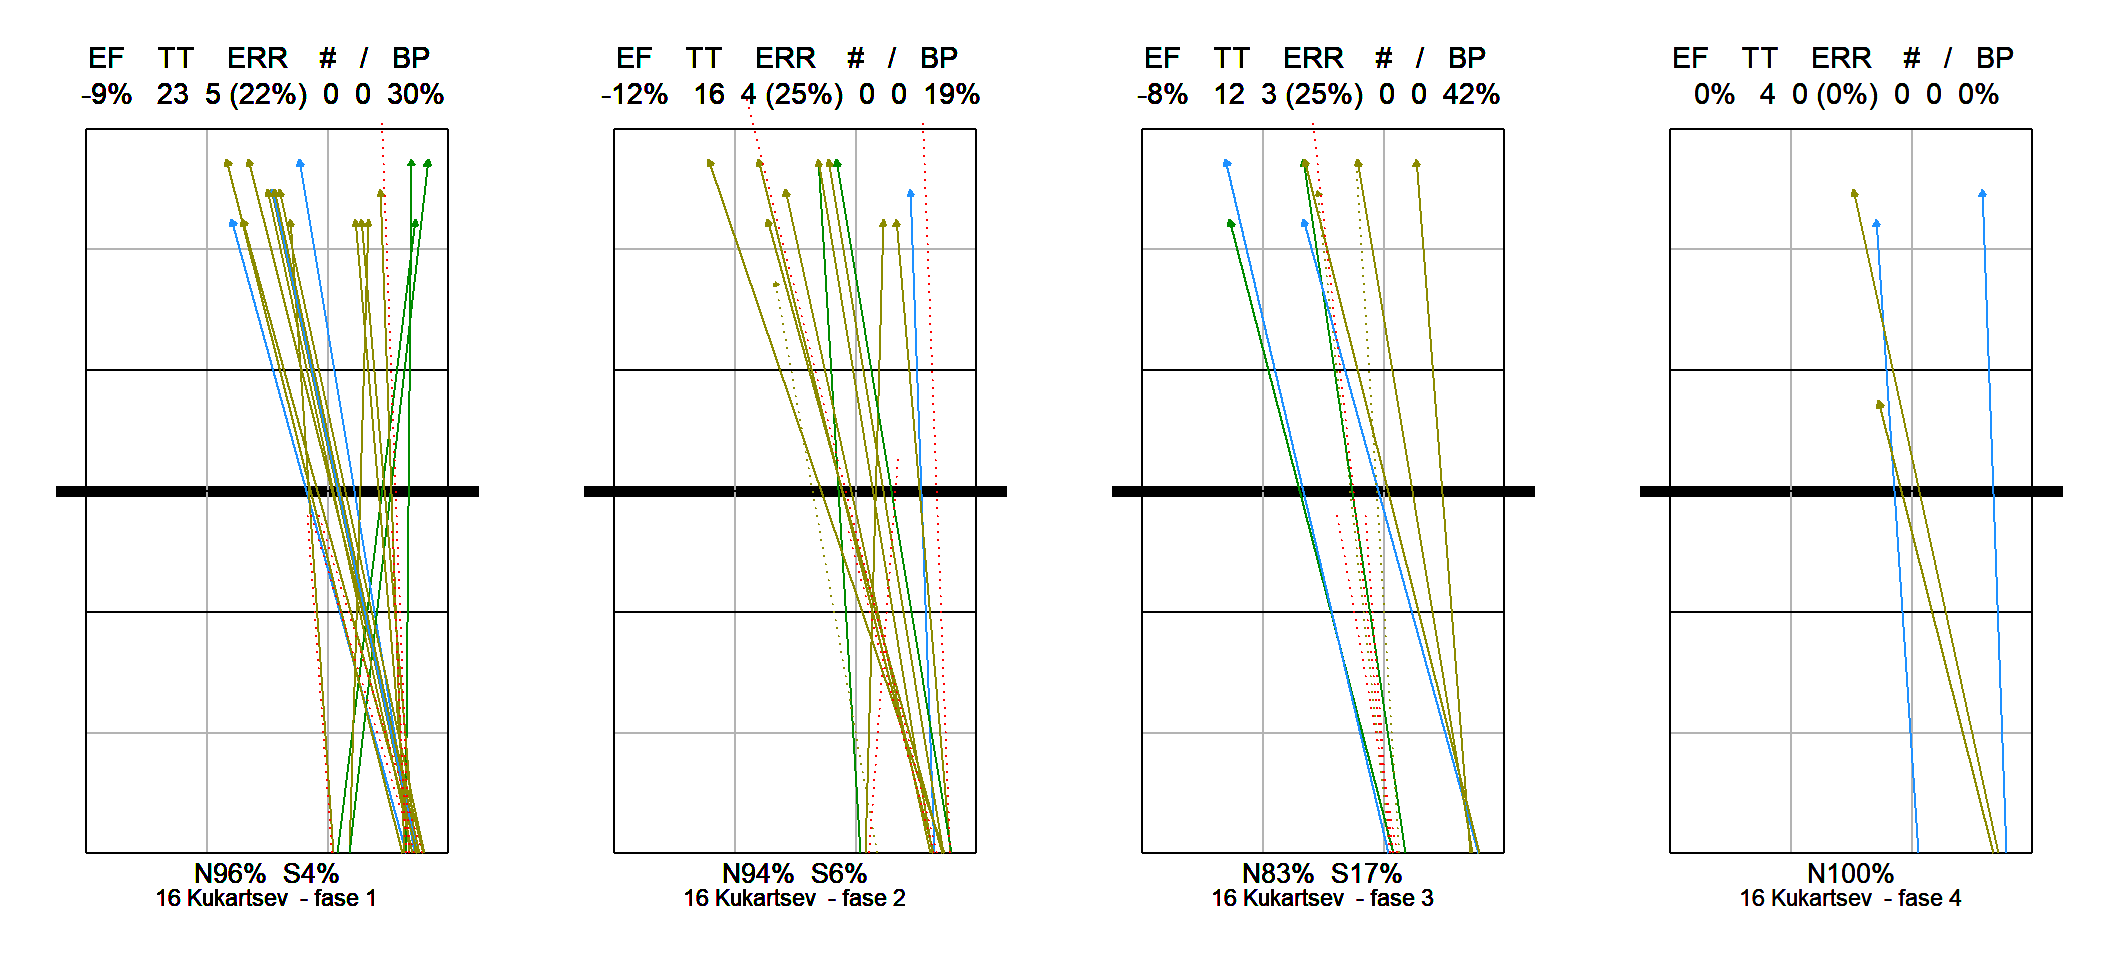 EF TT ERR # / BP
-9% 23 5 (22%) 0 0 30%
N96% S4%
16 Kukartsev - fase 1
EF TT ERR # / BP
-12% 16 4 (25%) 0 0 19%
N94% S6%
16 Kukartsev - fase 2
EF TT ERR # / BP
-8% 12 3 (25%) 0 0 42%
N83% S17%
16 Kukartsev - fase 3
EF TT ERR # / BP
0% 4 0 (0%) 0 0 0%
N100%
16 Kukartsev - fase 4